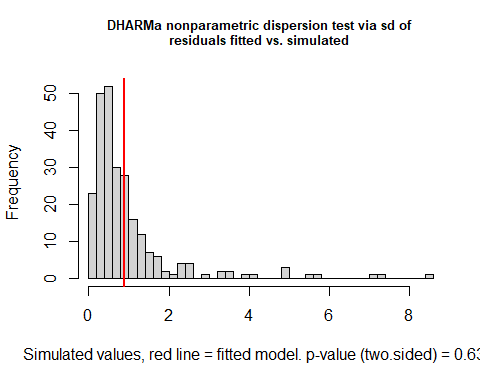 DHARMa nonparametric dispersion test via sd of
residuals fitted vs. simulated
Frequency
50
40
30
20
10
0
0 2 4 6 8
Simulated values, red line = fitted model. p-value (two.sided) = 0.63